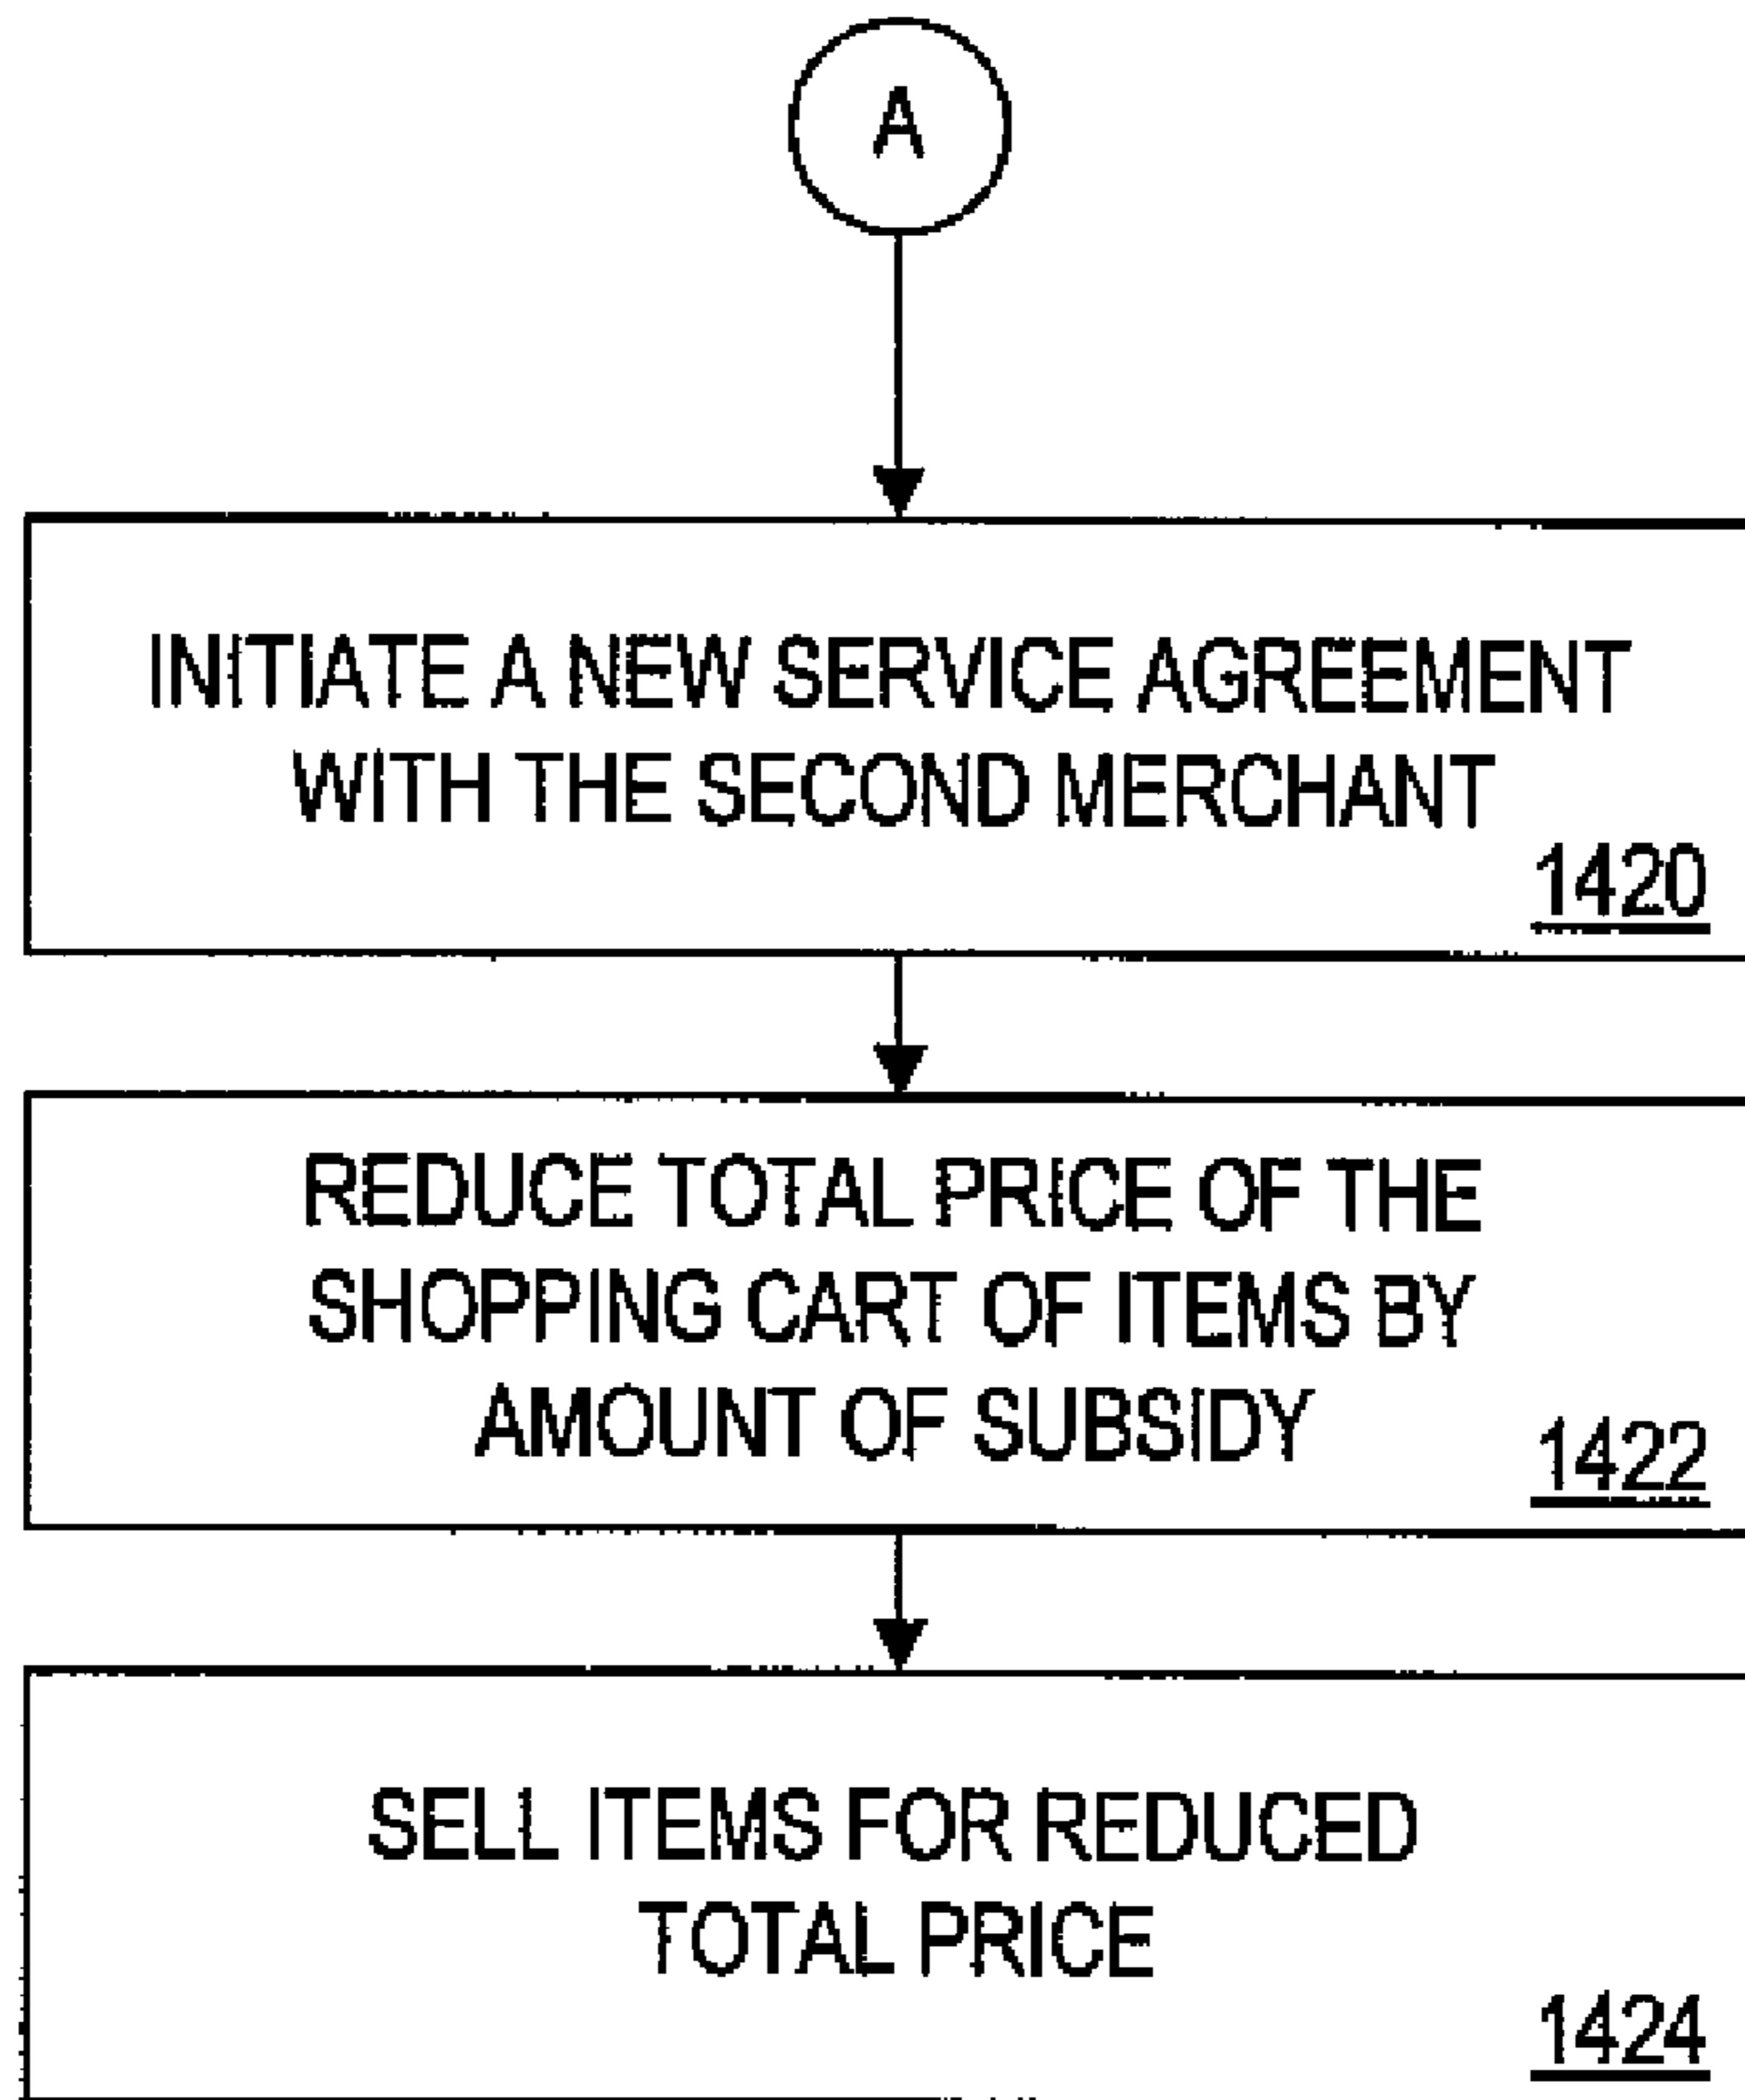 A
INITIATE A NEW SERVICE AGREEMENT
WITH THE SECOND MERCHANT
1420
REDUCE TOTAL PRICE OF THE
SHOPPING CART OF ITEMS BY
AMOUNT OF SUBSIDY
1422
SELL ITEMS FOR REDUCED
TOTAL PRICE
1424